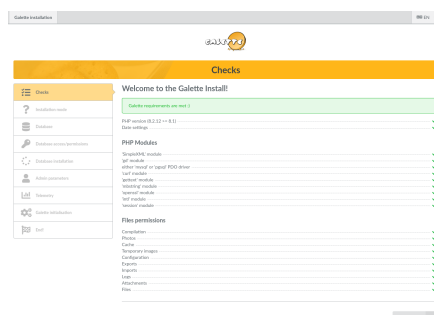 Galette Installation
EN
GALETTE
Checks
Checks
Installation mode
Database
Database access/permissions
Database installation
Admin parameters
Telemetry
Galette initialisation
End
Welcome to the Galette Install!
Galette requirements are met :)
PHP version (8.2.12 >= 8.1)
Date settings
PHP Modules
'SimpleXML' module
'gd' module
either 'mysql' or 'pgsql' PDO driver
'curl' module
'gettext' module
'mbstring' module
'openssl' module
'intl' module
'session' module
Files permissions
Compilation
Photos
Cache
Temporary images
Configuration
Exports
Imports
Logs
Attachments
Files